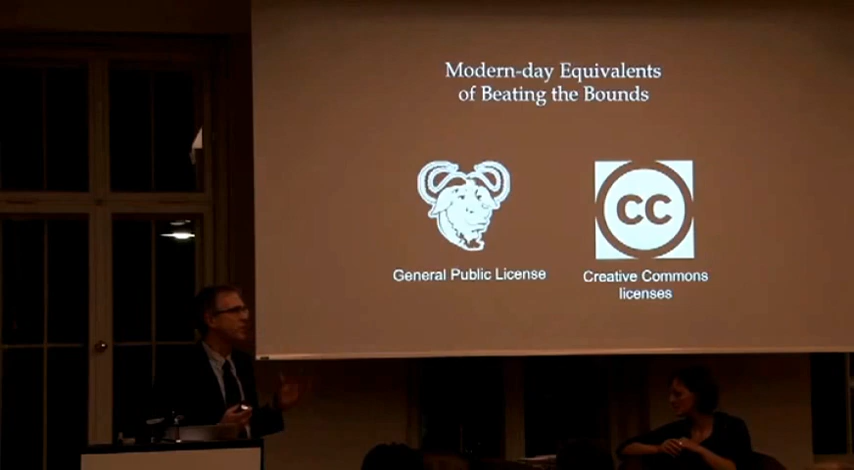 Modern-day Equivalents
of Beating the Bounds
CC
General Public License
Creative Commons
licenses